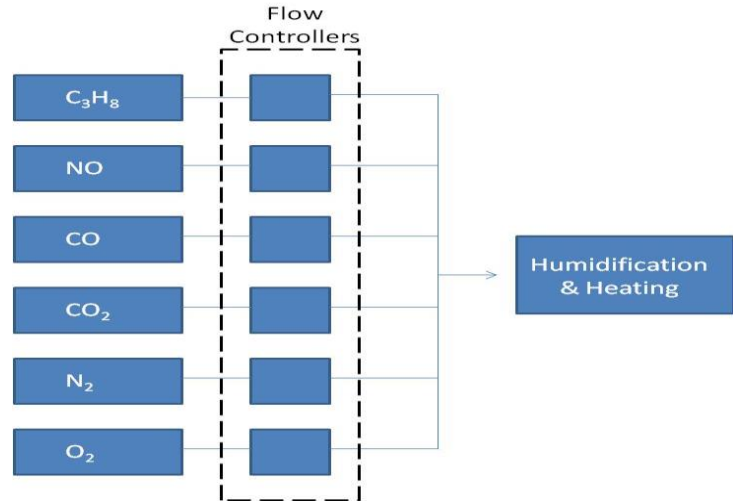 Flow
Controllers
C₃H₈
NO
CO
CO₂
N₂
O₂
Humidification
& Heating